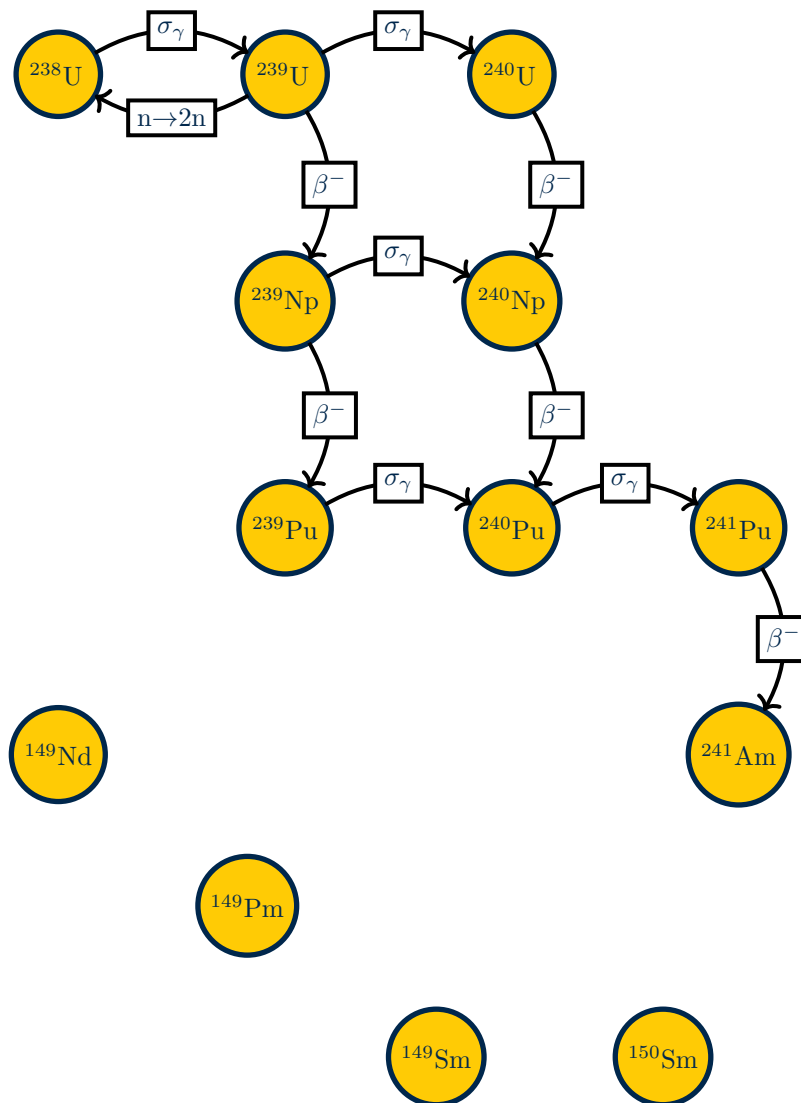 σγ σγ
²³⁸U ²³⁹U ²⁴⁰U
n→2n
β⁻ β⁻
σγ
²³⁹Np ²⁴⁰Np
β⁻ β⁻
σγ σγ
²³⁹Pu ²⁴⁰Pu ²⁴¹Pu
β⁻
¹⁴⁹Nd ²⁴¹Am
¹⁴⁹Pm
¹⁴⁹Sm ¹⁵⁰Sm